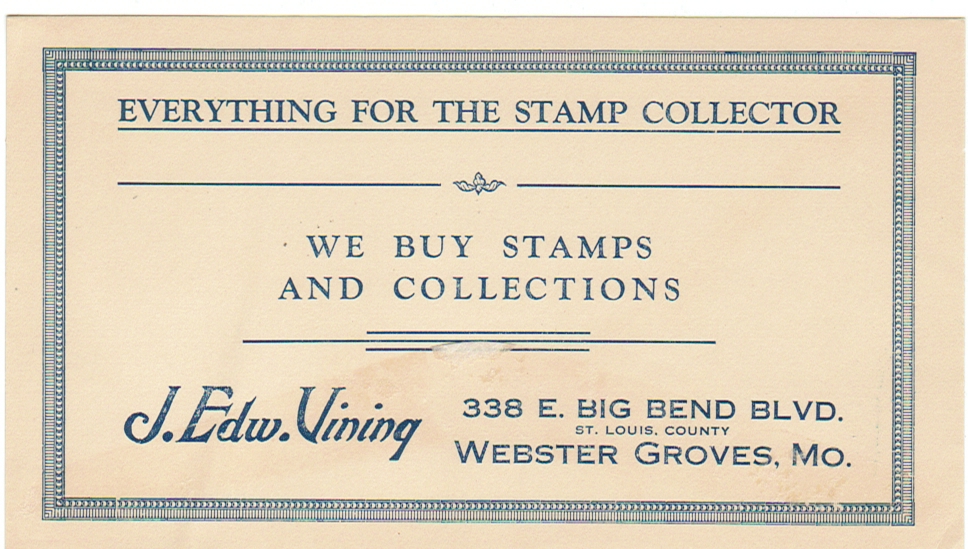 EVERYTHING FOR THE STAMP COLLECTOR
WE BUY STAMPS
AND COLLECTIONS
J. Edw. Vining
338 E. BIG BEND BLVD.
ST. LOUIS, COUNTY
WEBSTER GROVES, MO.